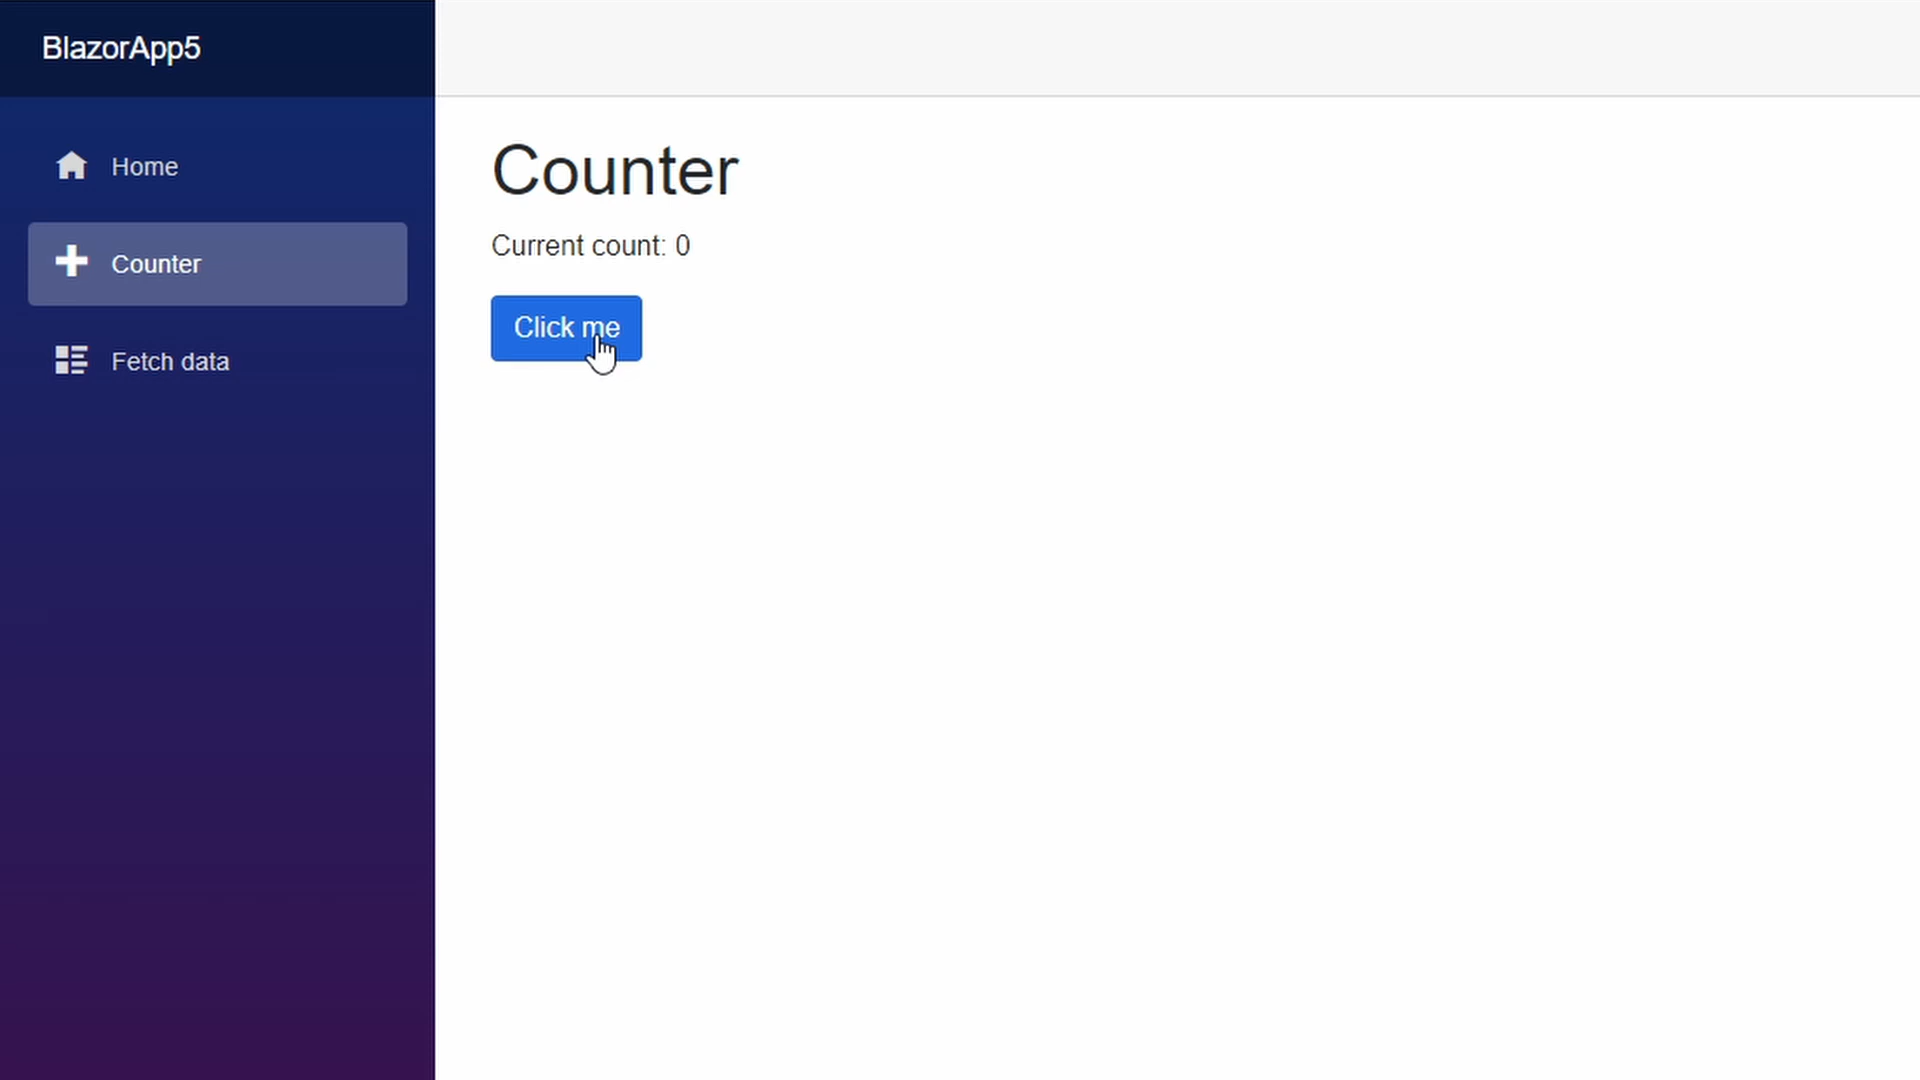 BlazorApp5
Home
Counter
Fetch data
Counter
Current count: 0
Click me